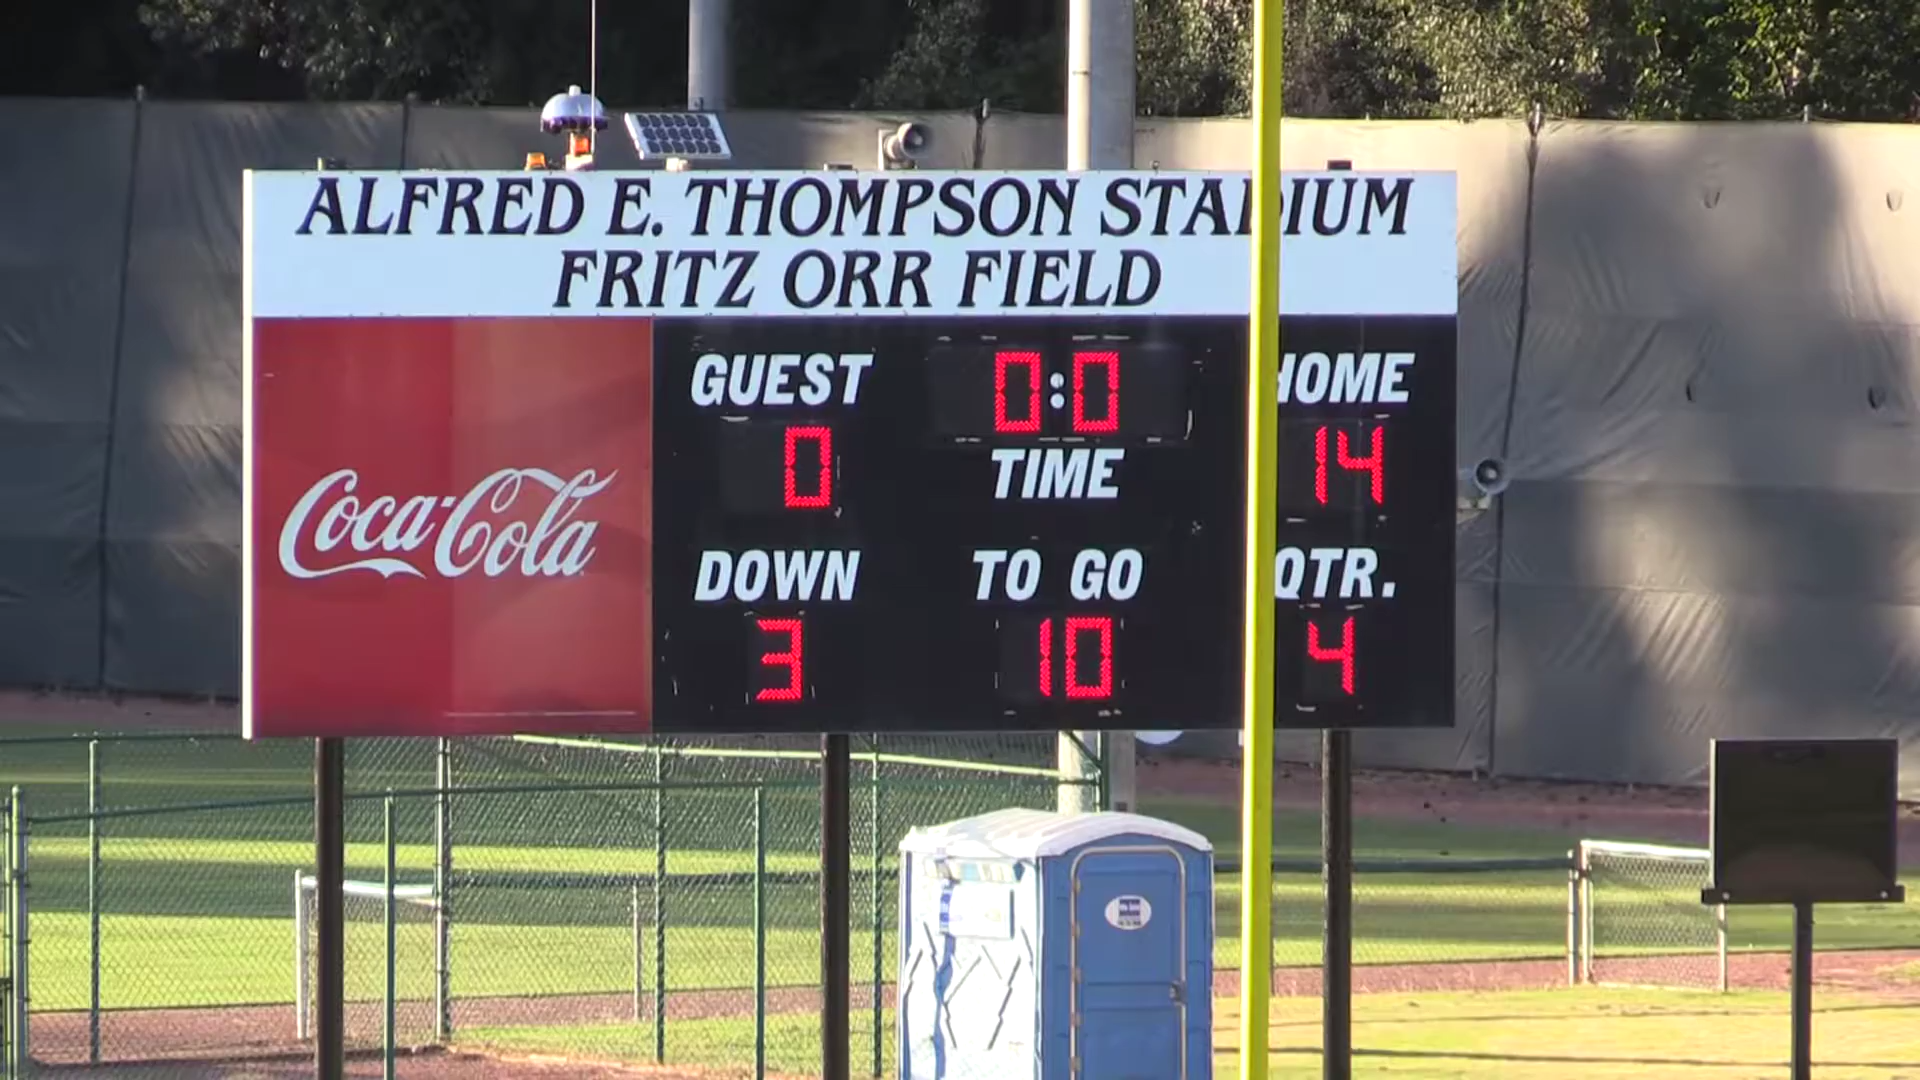 ALFRED E. THOMPSON STADIUM
FRITZ ORR FIELD
Coca-Cola
GUEST 0:0 HOME
0 TIME 14
DOWN TO GO QTR.
3 10 4